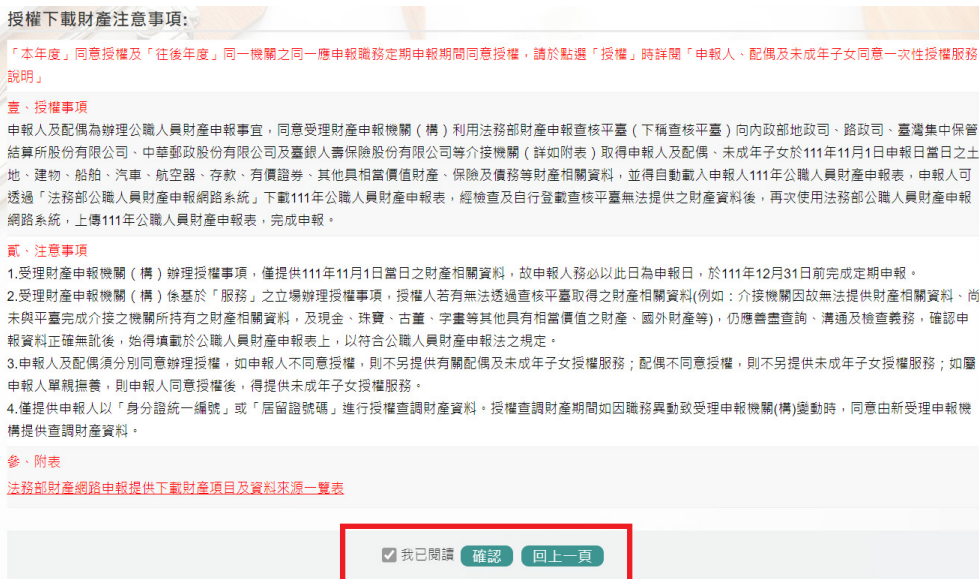 授權下載財產注意事項:
「本年度」同意授權及「往後年度」同一機關之同一應申報職務定期申報期間同意授權，請於點選「授權」時詳閱「申報人、配偶及未成年子女同意一次性授權服務
說明」
壹、授權事項
申報人及配偶為辦理公職人員財產申報事宜，同意受理財產申報機關（構）利用法務部財產申報查核平臺（下稱查核平臺）向內政部地政司、路政司、臺灣集中保管
結算所股份有限公司、中華郵政股份有限公司及臺銀人壽保險股份有限公司等介接機關（詳如附表）取得申報人及配偶、未成年子女於111年11月1日申報日當日之土
地、建物、船舶、汽車、航空器、存款、有價證券、其他具相當價值財產、保險及債務等財產相關資料，並得自動載入申報人111年公職人員財產申報表，申報人可
透過「法務部公職人員財產申報網路系統」下載111年公職人員財產申報表，經檢查及自行登載查核平臺無法提供之財產資料後，再次使用法務部公職人員財產申報
網路系統，上傳111年公職人員財產申報表，完成申報。
貳、注意事項
1.受理財產申報機關（構）辦理授權事項，僅提供111年11月1日當日之財產相關資料，故申報人務必以此日為申報日，於111年12月31日前完成定期申報。
2.受理財產申報機關（構）係基於「服務」之立場辦理授權事項，授權人若有無法透過查核平臺取得之財產相關資料(例如：介接機關因故無法提供財產相關資料、尚
未與平臺完成介接之機關所持有之財產相關資料，及現金、珠寶、古董、字畫等其他具有相當價值之財產、國外財產等)，仍應善盡查詢、溝通及檢查義務，確認申
報資料正確無訛後，始得填載於公職人員財產申報表上，以符合公職人員財產申報法之規定。
3.申報人及配偶須分別同意辦理授權，如申報人不同意授權，則不另提供有關配偶及未成年子女授權服務；配偶不同意授權，則不另提供未成年子女授權服務；如屬
申報人單親撫養，則申報人同意授權後，得提供未成年子女授權服務。
4.僅提供申報人以「身分證統一編號」或「居留證號碼」進行授權查調財產資料。授權查調財產期間如因職務異動致受理申報機關(構)變動時，同意由新受理申報機
構提供查調財產資料。
參、附表
法務部財產網路申報提供下載財產項目及資料來源一覽表
我已閱讀 確認 回上一頁